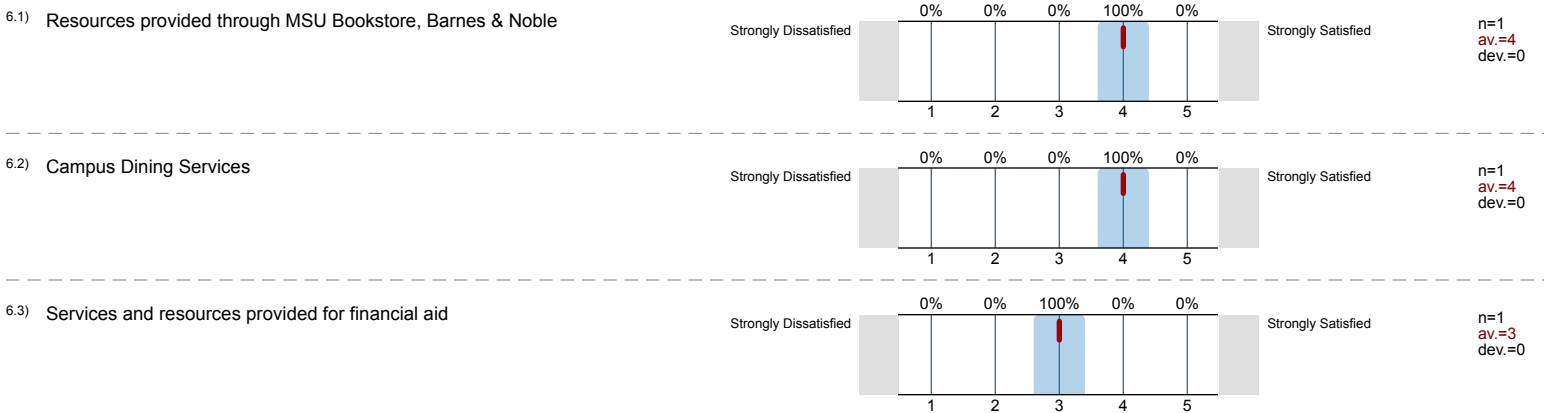 6.1) Resources provided through MSU Bookstore, Barnes & Noble
0% 0% 0% 100% 0%
Strongly Dissatisfied Strongly Satisfied
n=1
av.=4
dev.=0
1 2 3 4 5
6.2) Campus Dining Services
0% 0% 0% 100% 0%
Strongly Dissatisfied Strongly Satisfied
n=1
av.=4
dev.=0
1 2 3 4 5
6.3) Services and resources provided for financial aid
0% 0% 100% 0% 0%
Strongly Dissatisfied Strongly Satisfied
n=1
av.=3
dev.=0
1 2 3 4 5